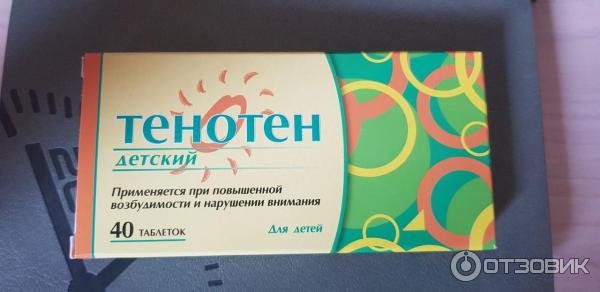 ТЕНОТЕН
детский
Применяется при повышенной
возбудимости и нарушении внимания
40 ТАБЛЕТОК
Для детей
ОТЗОВИК